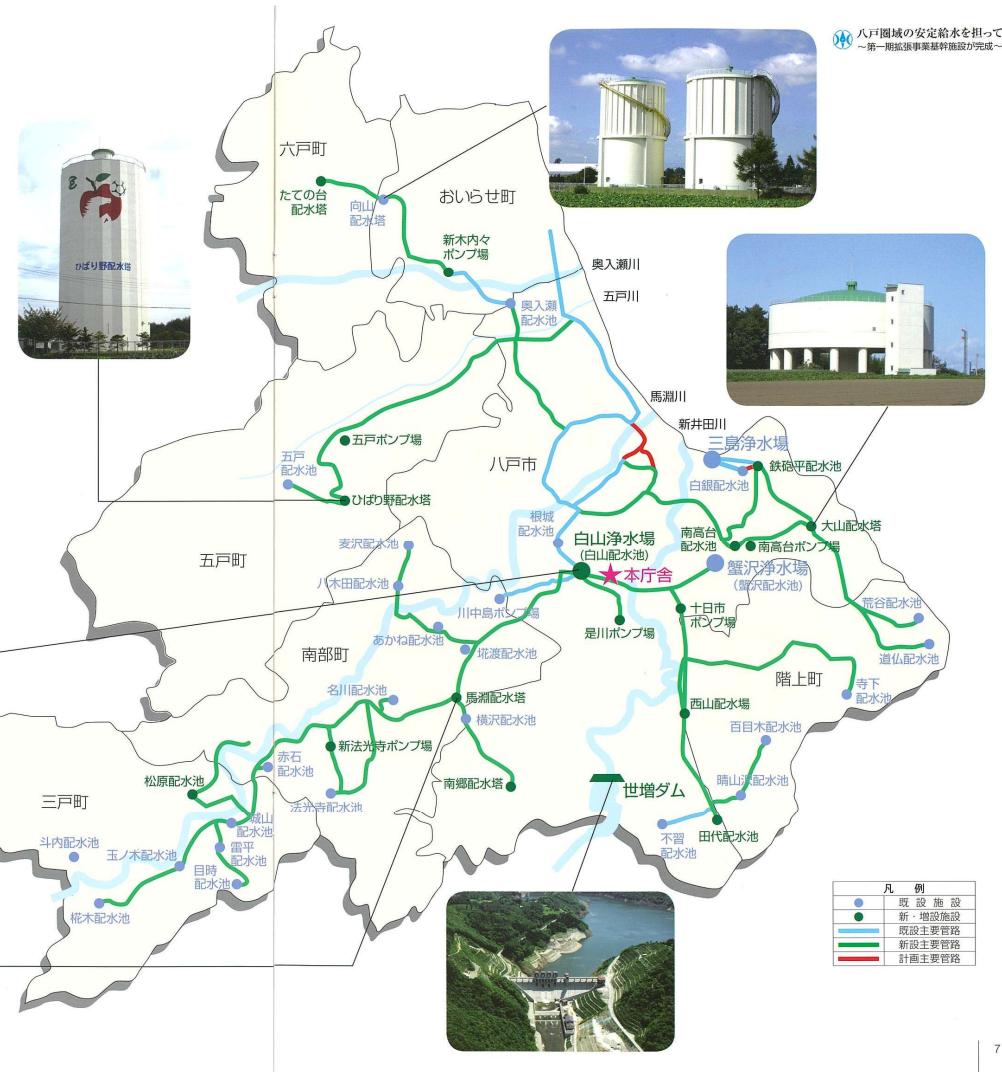 八戸圏域の安定給水を担って
～第一期拡張事業基幹施設が完成～
六戸町
たての台
配水塔
向山
配水塔
おいらせ町
新木内々
ポンプ場
奥入瀬川
五戸川
奥入瀬
配水池
ひばり野配水塔
馬淵川
新井田川
三島浄水場
白銀配水池
鉄砲平配水池
五戸ポンプ場
八戸市
五戸
配水池
ひばり野配水塔
根城
配水池
大山配水塔
南高台
配水池
南高台ポンプ場
白山浄水場
(白山配水池)
本庁舎
蟹沢浄水場
(蟹沢配水池)
五戸町
麦沢配水池
八木田配水池
川中島ポンプ場
是川ポンプ場
十日市
ポンプ場
荒谷配水池
道仏配水池
あかね配水池
埖渡配水池
南部町
名川配水池
馬淵配水塔
横沢配水池
階上町
寺下
配水池
西山配水場
百目木配水池
新法光寺ポンプ場
赤石
配水池
松原配水池
法光寺配水池
南郷配水塔
世増ダム
晴山沢配水池
三戸町
城山
配水池
雷平
配水池
斗内配水池
玉ノ木配水池
目時
配水池
不習
配水池
田代配水池
椛木配水池
凡例
既設施設
新・増設施設
既設主要管路
新設主要管路
計画主要管路
7